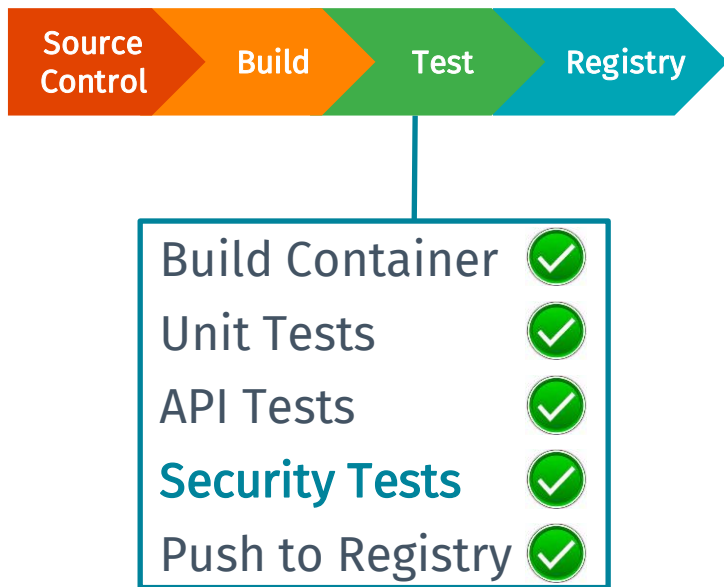 Source
Control
Build
Test
Registry
Build Container
Unit Tests
API Tests
Security Tests
Push to Registry